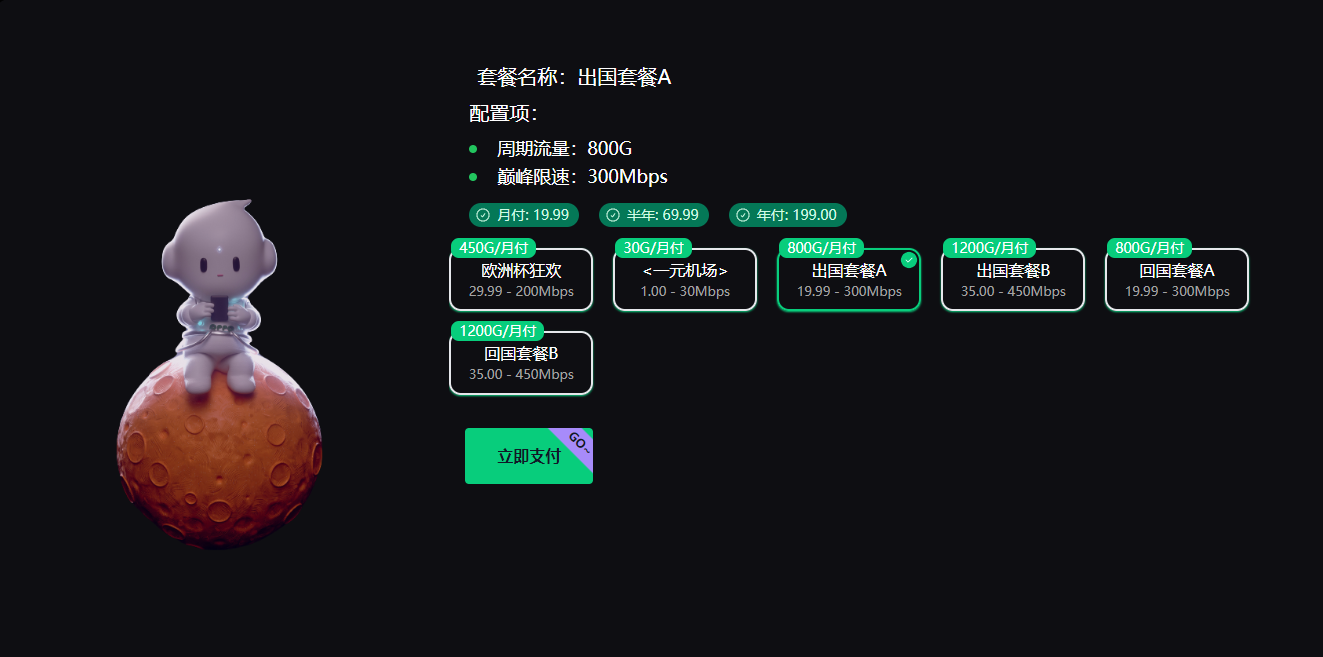 套餐名称：出国套餐A
配置项：
周期流量：800G
巅峰限速：300Mbps
月付: 19.99 半年: 69.99 年付: 199.00
450G/月付 30G/月付 800G/月付 1200G/月付 800G/月付
欧洲杯狂欢 <一元机场> 出国套餐A 出国套餐B 回国套餐A
29.99 - 200Mbps 1.00 - 30Mbps 19.99 - 300Mbps 35.00 - 450Mbps 19.99 - 300Mbps
1200G/月付
回国套餐B
35.00 - 450Mbps
GO~
立即支付